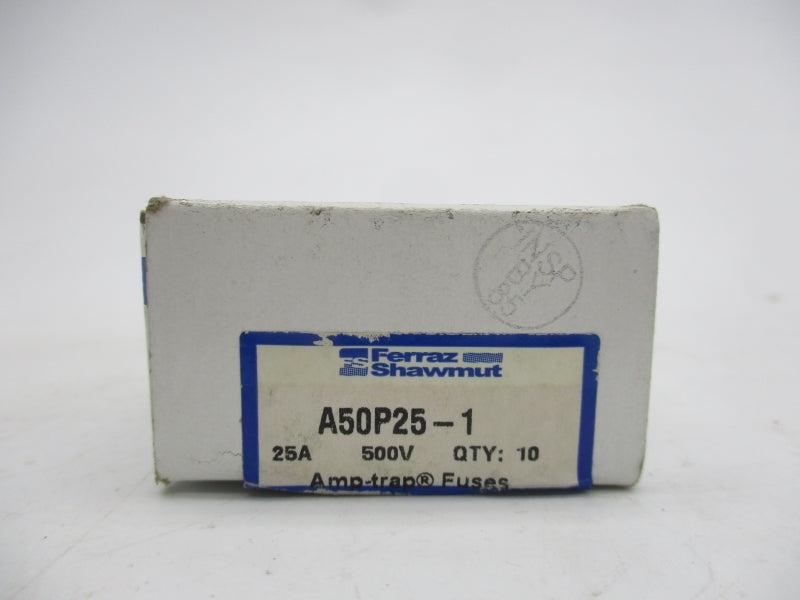 Ferraz
Shawmut
A50P25-1
25A 500V QTY: 10
Amp-trap® Fuses